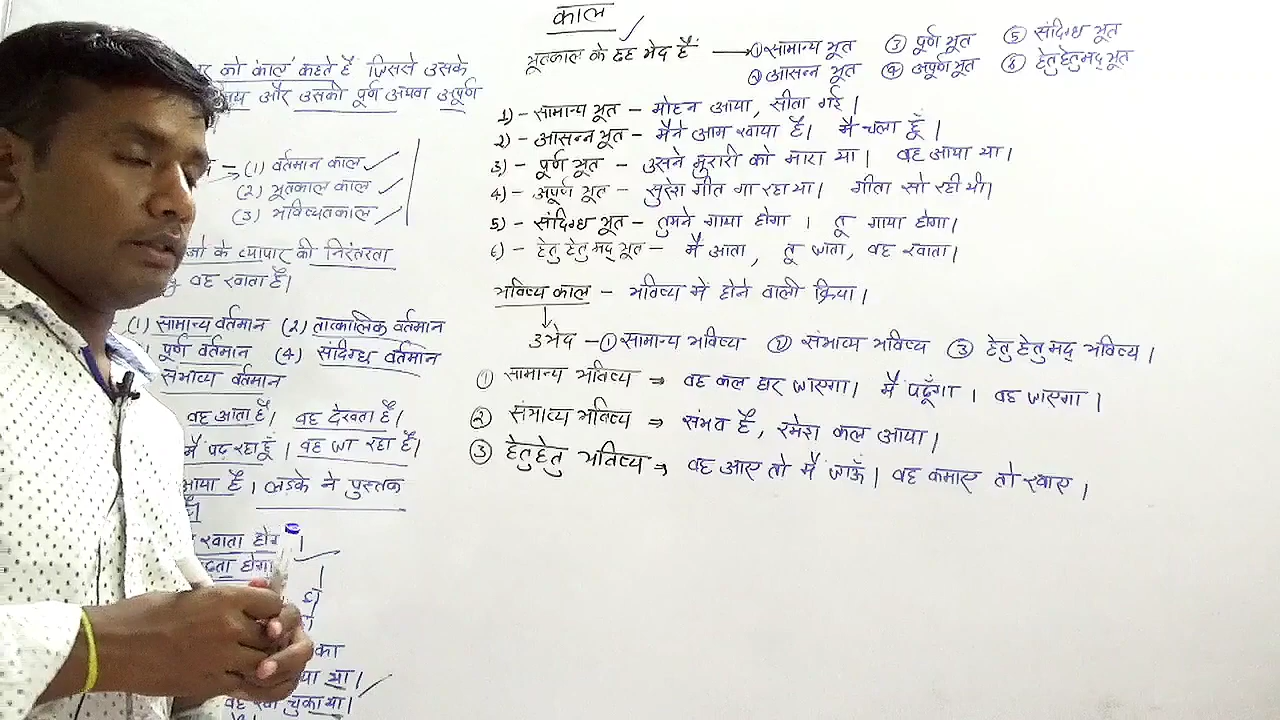 काल
को काल कहते हैं जिससे उसके
और उसकी पूर्ण अथवा अपूर्ण
(1) वर्तमान काल
(2) भूतकाल काल
(3) भविष्यतकाल
के व्यापार की निरंतरता
वह खाता है।
(1) सामान्य वर्तमान (2) तात्कालिक वर्तमान
पूर्ण वर्तमान (4) संदिग्ध वर्तमान
संभाव्य वर्तमान
वह आता है। वह देखता है।
मैं पढ़ रहा हूँ। वह जा रहा है।
आया है। लड़के ने पुस्तक
खाता
होगा
था।
चुका था।
भूतकाल के छह भेद हैं → ① सामान्य भूत ③ पूर्ण भूत ⑤ संदिग्ध भूत
② आसन्न भूत ④ अपूर्ण भूत ⑥ हेतुहेतुमद् भूत
1) - सामान्य भूत - मोहन आया, सीता गई।
2) - आसन्न भूत - मैने आम खाया है। मै चला हूँ।
3) - पूर्ण भूत - उसने मुरारी को मारा था। वह आया था।
4) - अपूर्ण भूत - सुरेश गीत गा रहा था। गीता सो रही थी।
5) - संदिग्ध भूत - तुमने गाया होगा। तू गाया होगा।
6) - हेतु हेतुमद् भूत - मै आता, तू जाता, वह खाता।
भविष्य काल - भविष्य में होने वाली क्रिया।
3 भेद - ① सामान्य भविष्य ② संभाव्य भविष्य ③ हेतु हेतुमद् भविष्य।
① सामान्य भविष्य ⇒ वह कल घर जाएगा। मैं पढूँगा। वह जाएगा।
② संभाव्य भविष्य ⇒ संभव है, रमेश कल आया।
③ हेतुहेतु भविष्य ⇒ वह आए तो मैं जाऊँ। वह कमाए तो खाए।